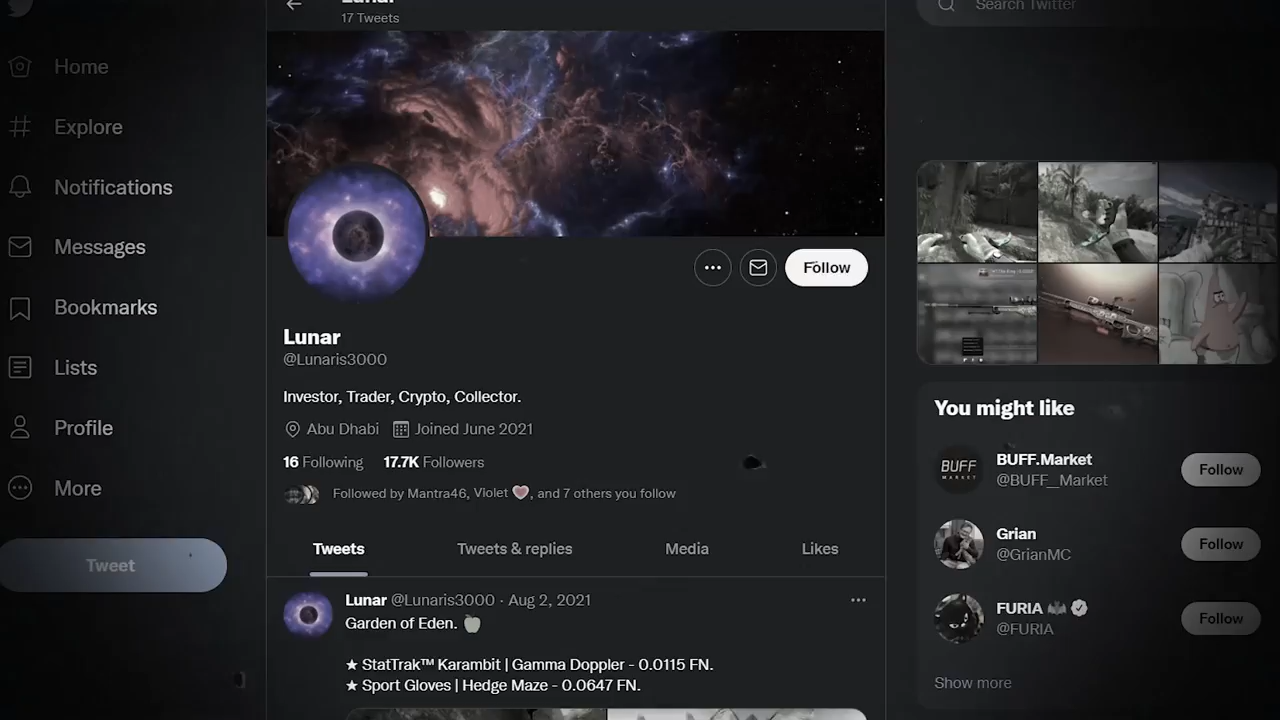 Lunar
17 Tweets
Search Twitter
Home
Explore
Notifications
Messages
Bookmarks
Lists
Profile
More
Tweet
Follow
Lunar
@Lunaris3000
Investor, Trader, Crypto, Collector.
Abu Dhabi Joined June 2021
16 Following 17.7K Followers
Followed by Mantra46, Violet 🩷, and 7 others you follow
Tweets Tweets & replies Media Likes
Lunar @Lunaris3000 · Aug 2, 2021
Garden of Eden. 🍏
★ StatTrak™ Karambit | Gamma Doppler - 0.0115 FN.
★ Sport Gloves | Hedge Maze - 0.0647 FN.
You might like
BUFF MARKET
BUFF.Market
@BUFF__Market
Follow
Grian
@GrianMC
Follow
FURIA 🦇
@FURIA
Follow
Show more